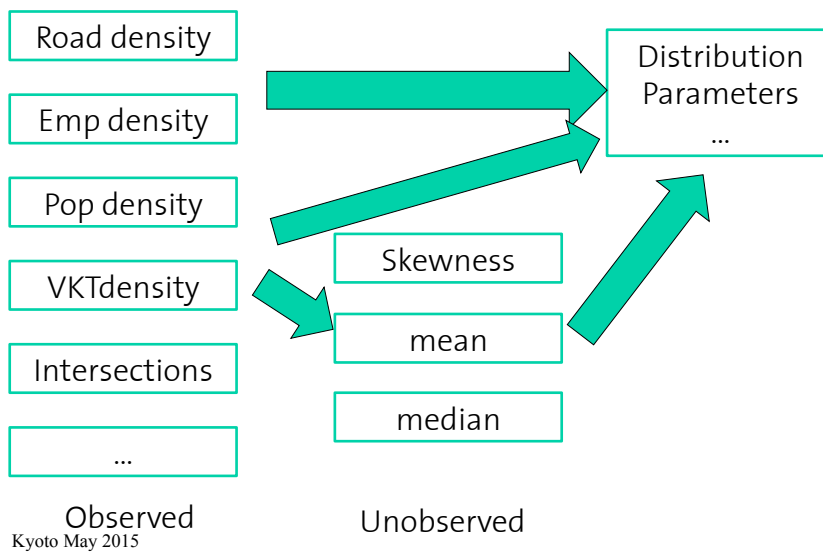 Road density
Emp density
Pop density
VKTdensity
Intersections
...
Observed
Skewness
mean
median
Unobserved
Distribution
Parameters
...
Kyoto May 2015